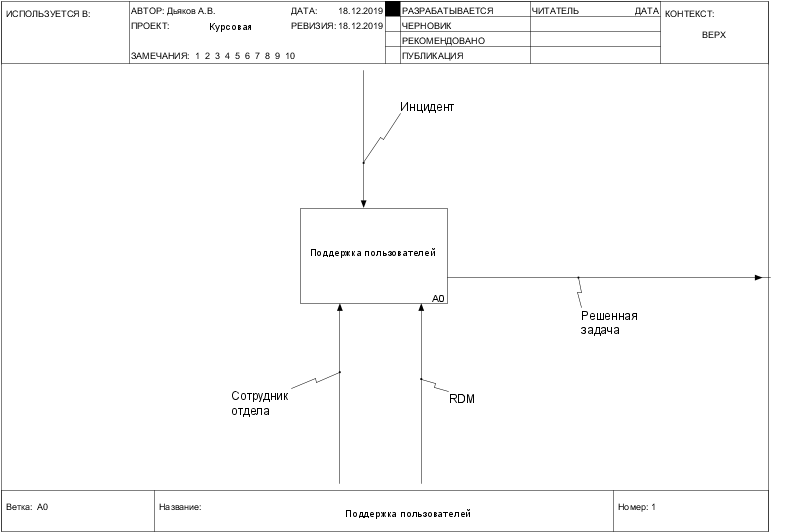 ИСПОЛЬЗУЕТСЯ В:
АВТОР: Дьяков А.В. ДАТА: 18.12.2019
РАЗРАБАТЫВАЕТСЯ
ЧИТАТЕЛЬ ДАТА
КОНТЕКСТ:
ПРОЕКТ: Курсовая РЕВИЗИЯ: 18.12.2019
ЧЕРНОВИК
ВЕРХ
РЕКОМЕНДОВАНО
ЗАМЕЧАНИЯ: 1 2 3 4 5 6 7 8 9 10
ПУБЛИКАЦИЯ
Инцидент
Поддержка пользователей
A0
Решенная
задача
Сотрудник
отдела
RDM
Ветка: A0
Название:
Поддержка пользователей
Номер: 1